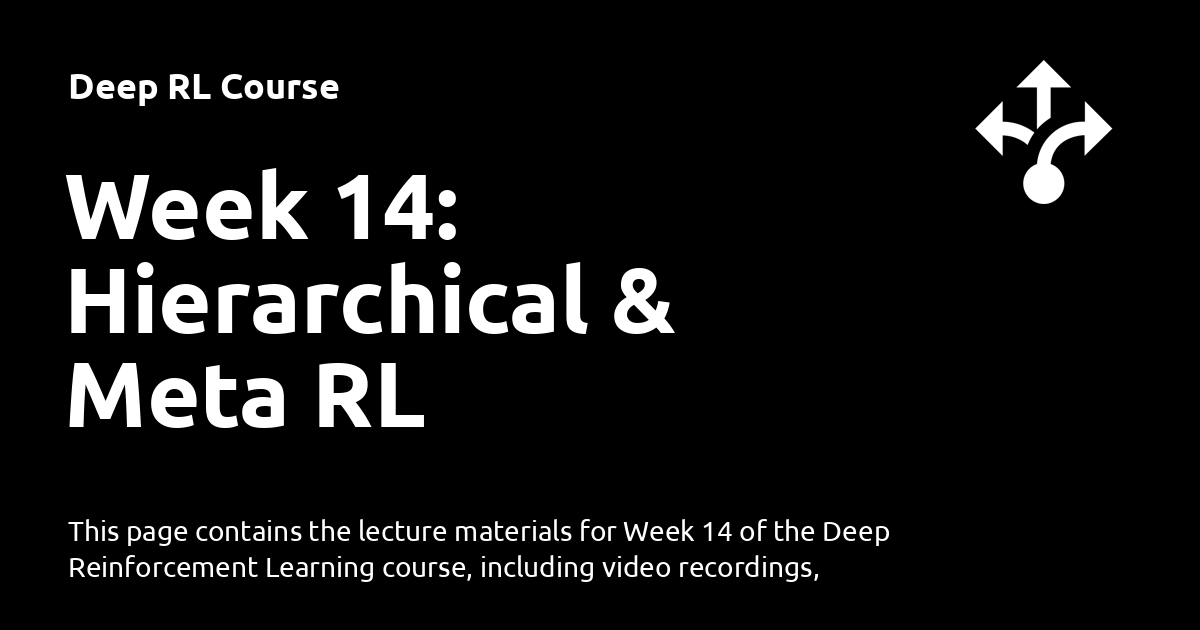 Deep RL Course
Week 14:
Hierarchical &
Meta RL
This page contains the lecture materials for Week 14 of the Deep
Reinforcement Learning course, including video recordings,